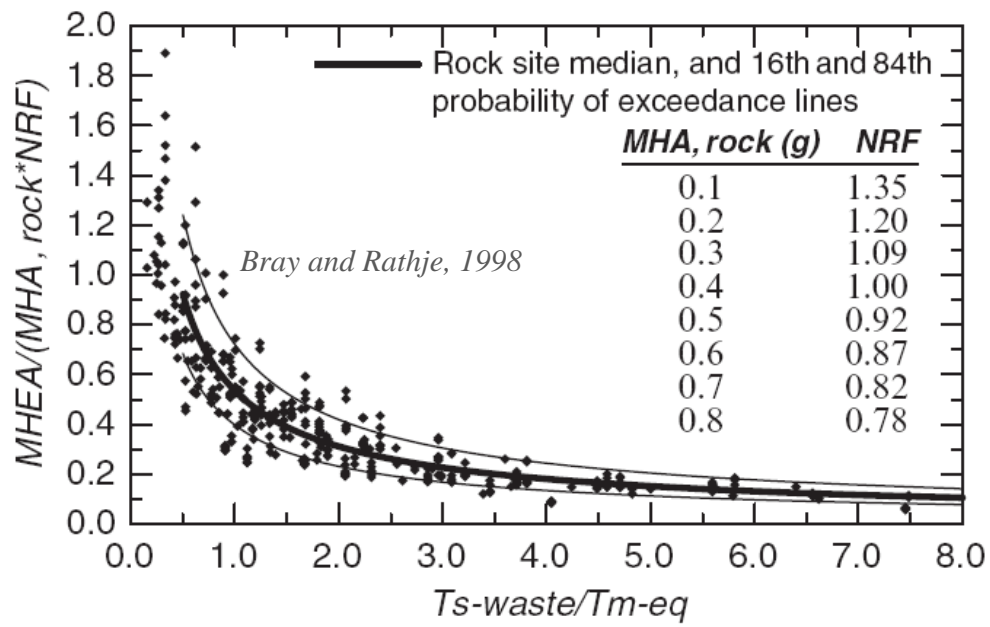 2.0
1.8
1.6
1.4
1.2
1.0
0.8
0.6
0.4
0.2
0.0
MHEA/(MHA, rock*NRF)
Rock site median, and 16th and 84th
probability of exceedance lines
MHA, rock (g) NRF
0.1 1.35
0.2 1.20
0.3 1.09
0.4 1.00
0.5 0.92
0.6 0.87
0.7 0.82
0.8 0.78
Bray and Rathje, 1998
0.0 1.0 2.0 3.0 4.0 5.0 6.0 7.0 8.0
Ts-waste/Tm-eq